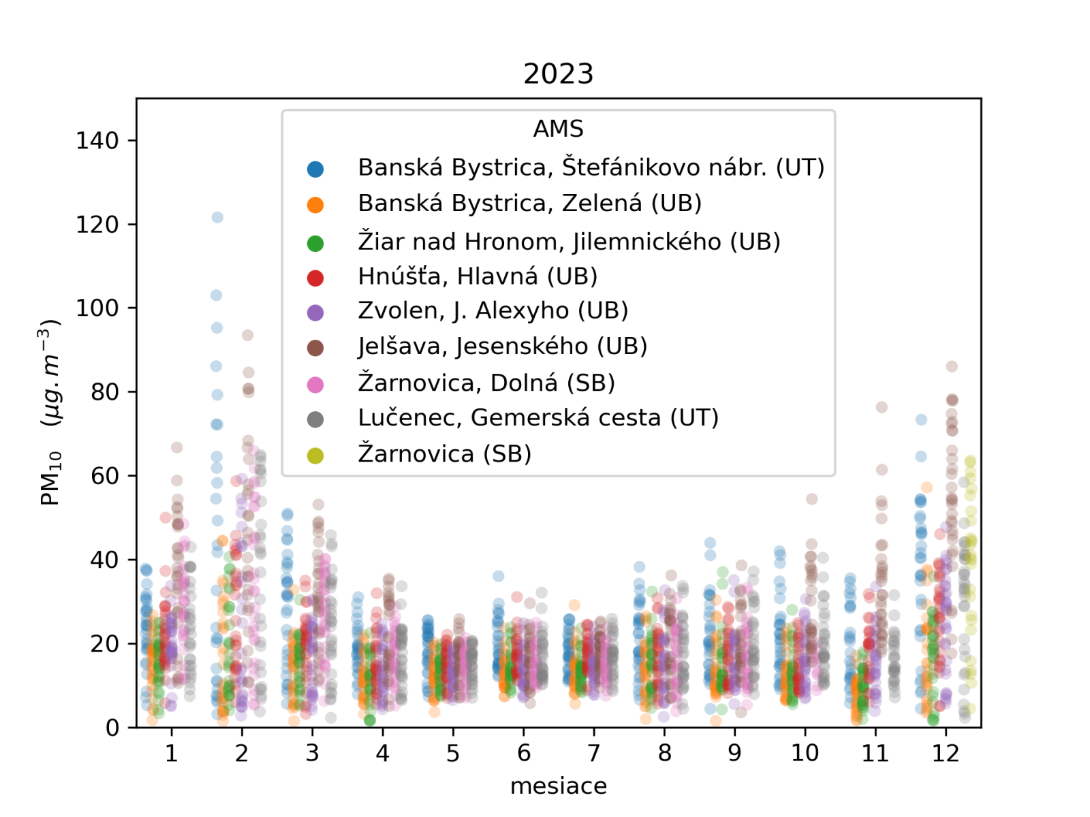 2023
AMS
Banská Bystrica, Štefánikovo nábr. (UT)
Banská Bystrica, Zelená (UB)
Žiar nad Hronom, Jilemnického (UB)
Hnúšťa, Hlavná (UB)
Zvolen, J. Alexyho (UB)
Jelšava, Jesenského (UB)
Žarnovica, Dolná (SB)
Lučenec, Gemerská cesta (UT)
Žarnovica (SB)
PM₁₀ (μg.m⁻³)
140
120
100
80
60
40
20
0
1 2 3 4 5 6 7 8 9 10 11 12
mesiace